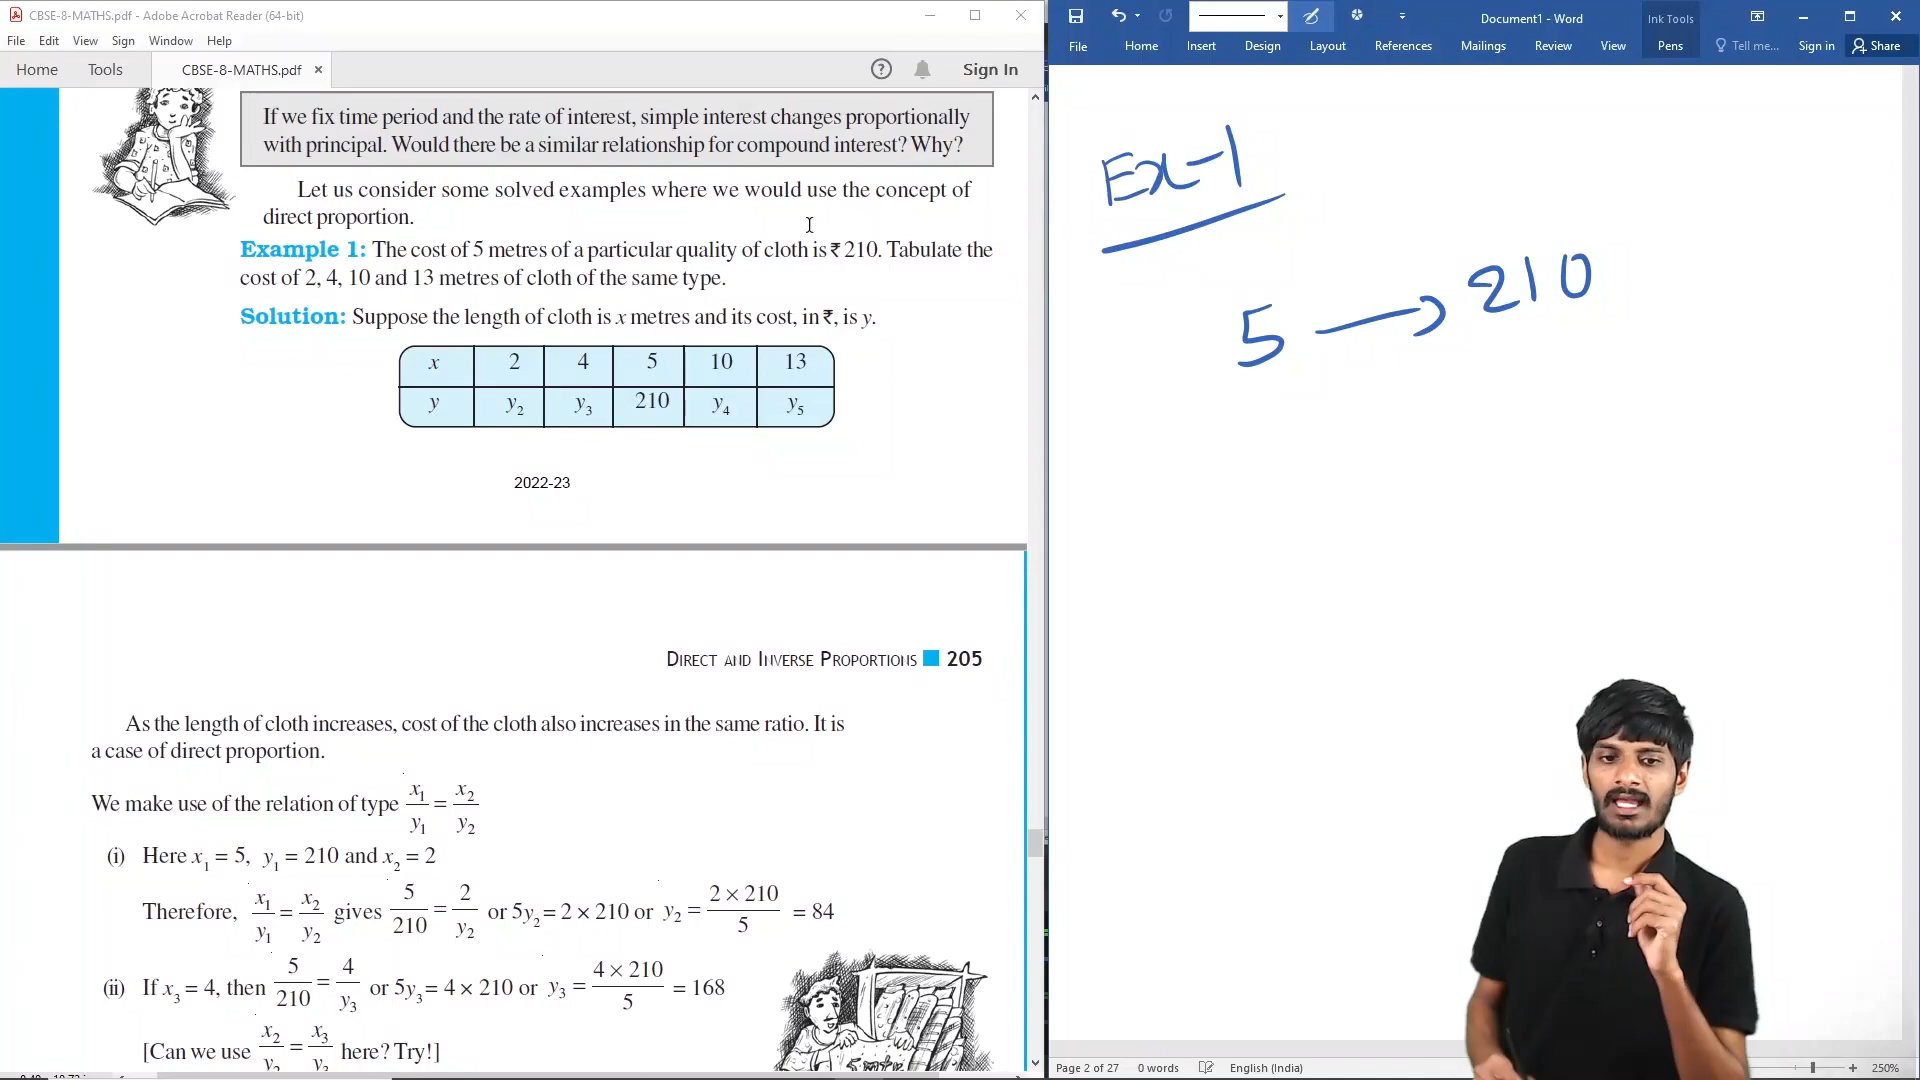 CBSE-8-MATHS.pdf - Adobe Acrobat Reader (64-bit)
File Edit View Sign Window Help
Home Tools CBSE-8-MATHS.pdf × Sign In
If we fix time period and the rate of interest, simple interest changes proportionally
with principal. Would there be a similar relationship for compound interest? Why?
Let us consider some solved examples where we would use the concept of
direct proportion.
Example 1: The cost of 5 metres of a particular quality of cloth is ₹ 210. Tabulate the
cost of 2, 4, 10 and 13 metres of cloth of the same type.
Solution: Suppose the length of cloth is x metres and its cost, in ₹, is y.
x 2 4 5 10 13
y y₂ y₃ 210 y₄ y₅
2022-23
DIRECT AND INVERSE PROPORTIONS 205
As the length of cloth increases, cost of the cloth also increases in the same ratio. It is
a case of direct proportion.
We make use of the relation of type x₁/y₁ = x₂/y₂
(i) Here x₁ = 5, y₁ = 210 and x₂ = 2
Therefore, x₁/y₁ = x₂/y₂ gives 5/210 = 2/y₂ or 5y₂ = 2 × 210 or y₂ = 2 × 210/5 = 84
(ii) If x₃ = 4, then 5/210 = 4/y₃ or 5y₃ = 4 × 210 or y₃ = 4 × 210/5 = 168
[Can we use x₂/y₂ = x₃/y₃ here? Try!]
Document1 - Word
Ink Tools
File Home Insert Design Layout References Mailings Review View Pens Tell me... Sign in Share
Ex-1
5 → 210
Page 2 of 27 0 words English (India) 250%